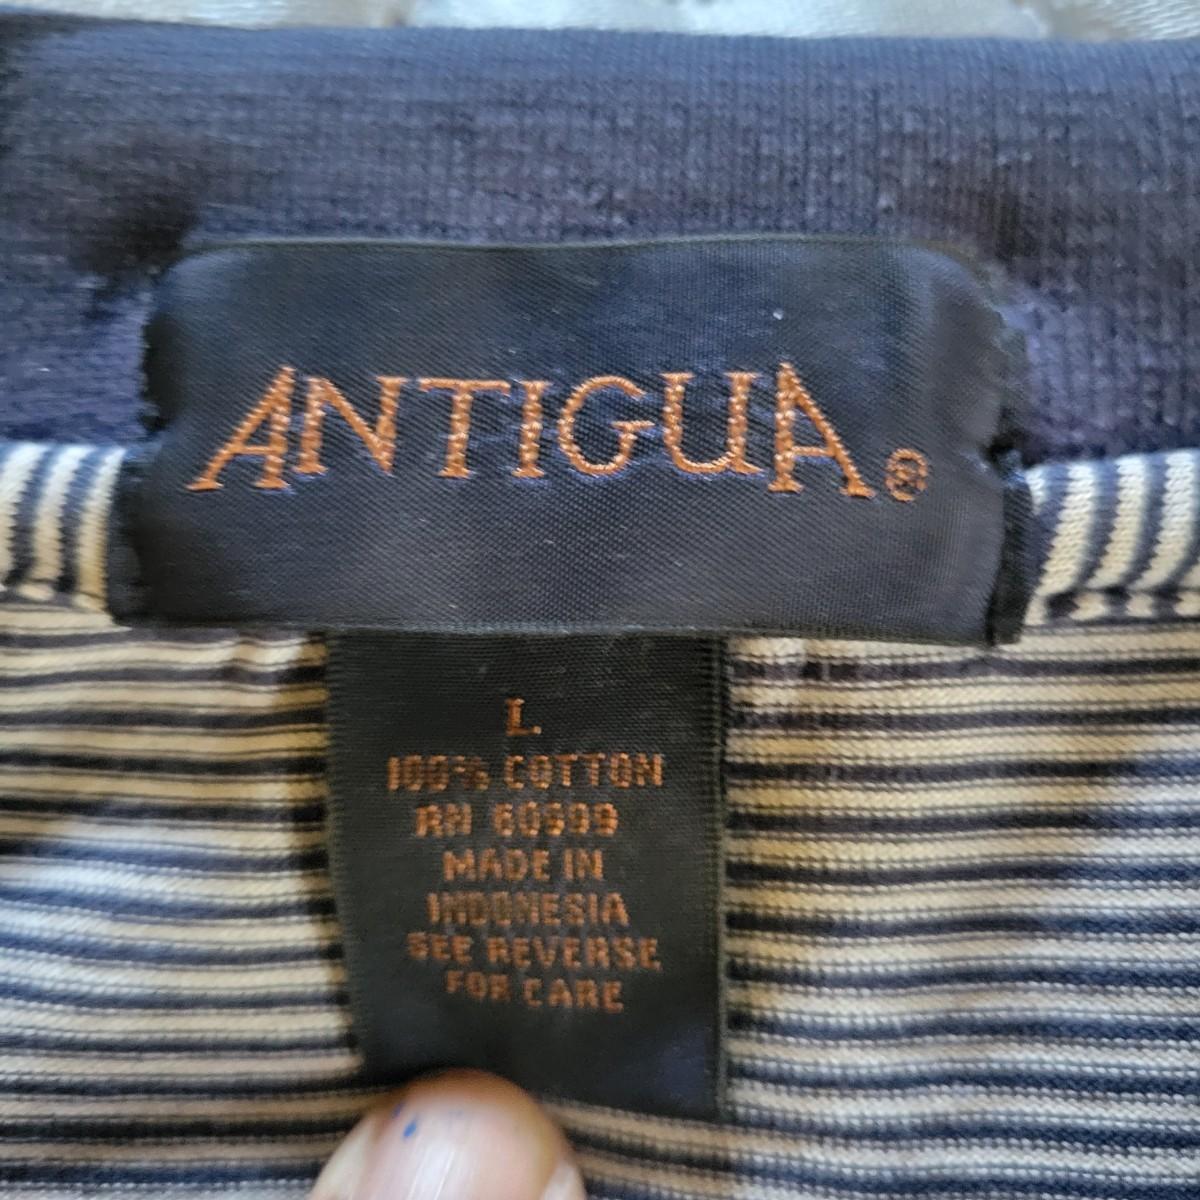 ANTIGUA®
L
100% COTTON
RN 60699
MADE IN
INDONESIA
SEE REVERSE
FOR CARE